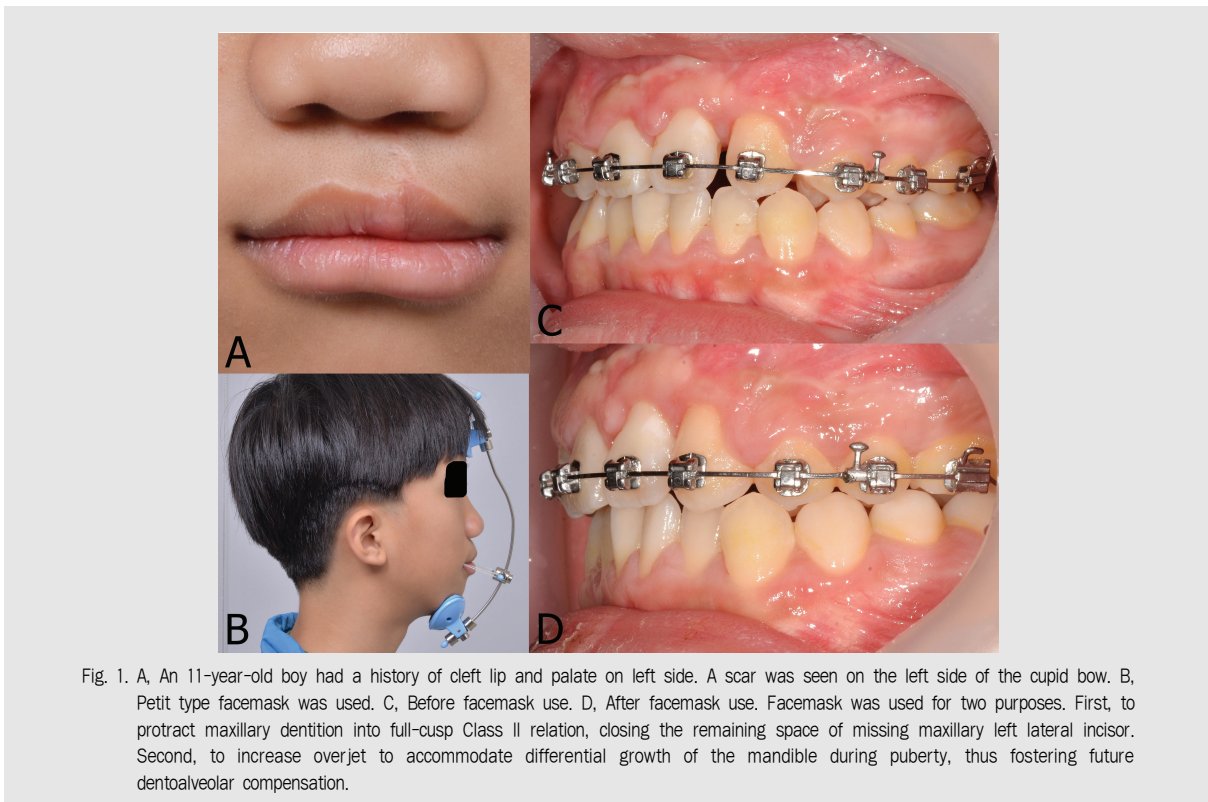 A
C
B
D
Fig. 1. A, An 11-year-old boy had a history of cleft lip and palate on left side. A scar was seen on the left side of the cupid bow. B,
Petit type facemask was used. C, Before facemask use. D, After facemask use. Facemask was used for two purposes. First, to
protract maxillary dentition into full-cusp Class II relation, closing the remaining space of missing maxillary left lateral incisor.
Second, to increase overjet to accommodate differential growth of the mandible during puberty, thus fostering future
dentoalveolar compensation.